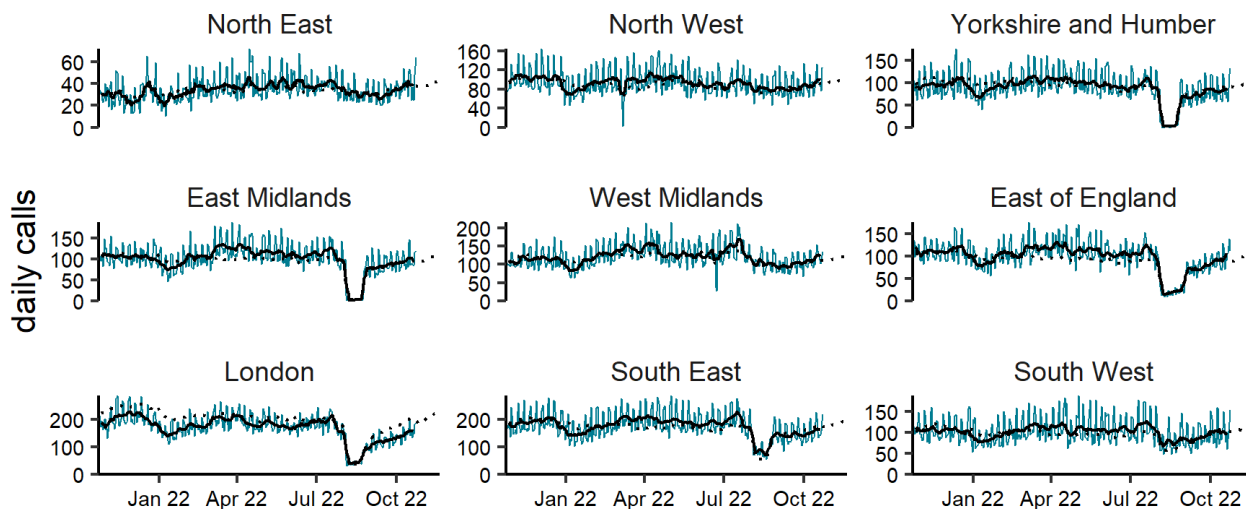 North East
North West
Yorkshire and Humber
60
40
20
0
160
120
80
40
0
150
100
50
0
daily calls
East Midlands
West Midlands
East of England
150
100
50
0
200
150
100
50
0
150
100
50
0
London
South East
South West
200
100
0
200
100
0
150
100
50
0
Jan 22 Apr 22 Jul 22 Oct 22
Jan 22 Apr 22 Jul 22 Oct 22
Jan 22 Apr 22 Jul 22 Oct 22